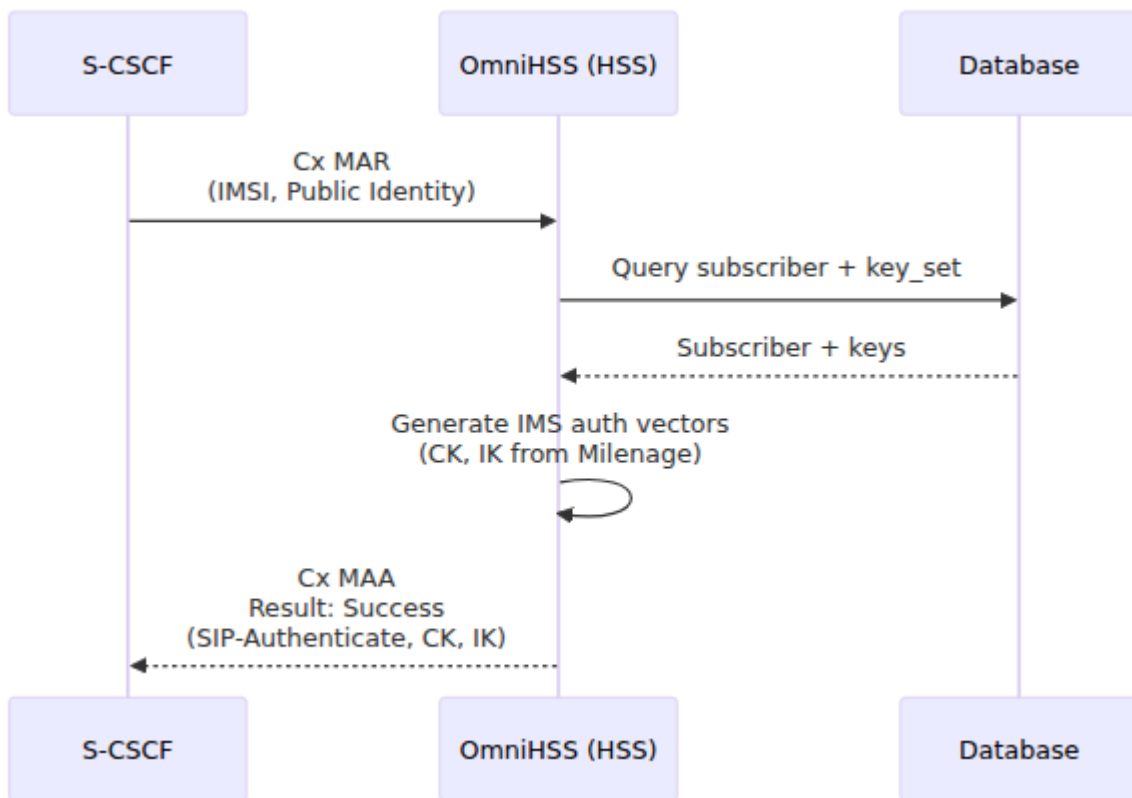 S-CSCF
OmniHSS (HSS)
Database
Cx MAR
(IMSI, Public Identity)
Query subscriber + key_set
Subscriber + keys
Generate IMS auth vectors
(CK, IK from Milenage)
Cx MAA
Result: Success
(SIP-Authenticate, CK, IK)
S-CSCF
OmniHSS (HSS)
Database